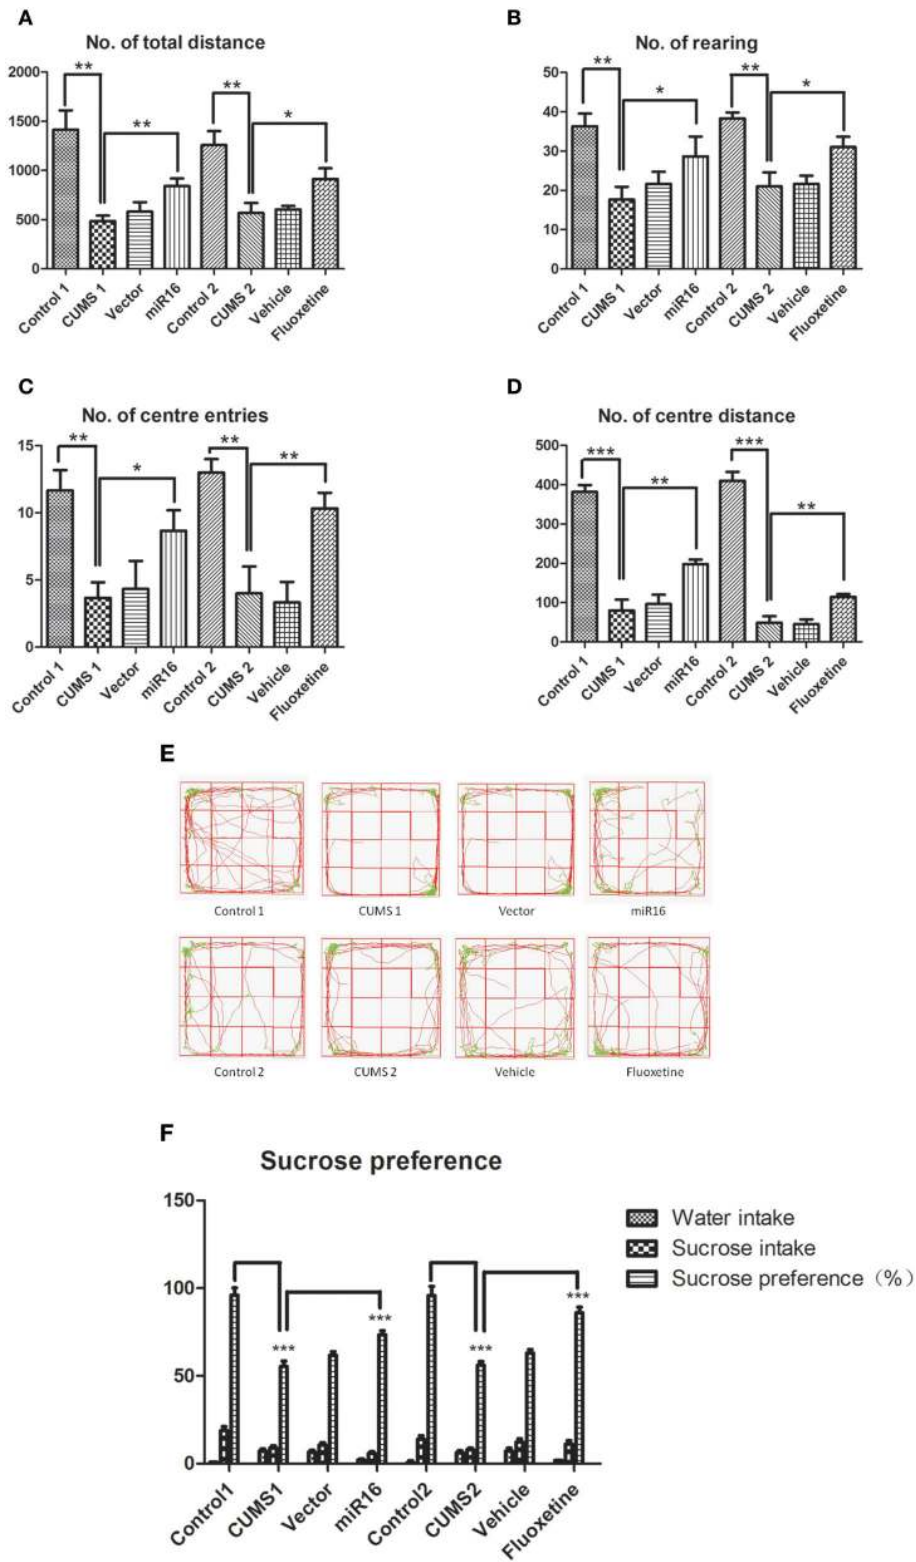 A
No. of total distance
2000
1500
1000
500
0
**
**
**
*
Control 1
CUMS 1
Vector
miR16
Control 2
CUMS 2
Vehicle
Fluoxetine
B
No. of rearing
50
40
30
20
10
0
**
*
**
*
Control 1
CUMS 1
Vector
miR16
Control 2
CUMS 2
Vehicle
Fluoxetine
C
No. of centre entries
15
10
5
0
**
*
**
**
Control 1
CUMS 1
Vector
miR16
Control 2
CUMS 2
Vehicle
Fluoxetine
D
No. of centre distance
500
400
300
200
100
0
***
**
***
**
Control 1
CUMS 1
Vector
miR16
Control 2
CUMS 2
Vehicle
Fluoxetine
E
Control 1 CUMS 1 Vector miR16
Control 2 CUMS 2 Vehicle Fluoxetine
F
Sucrose preference
150
100
50
0
***
***
***
***
Control1
CUMS1
Vector
miR16
Control2
CUMS2
Vehicle
Fluoxetine
Water intake
Sucrose intake
Sucrose preference（%）